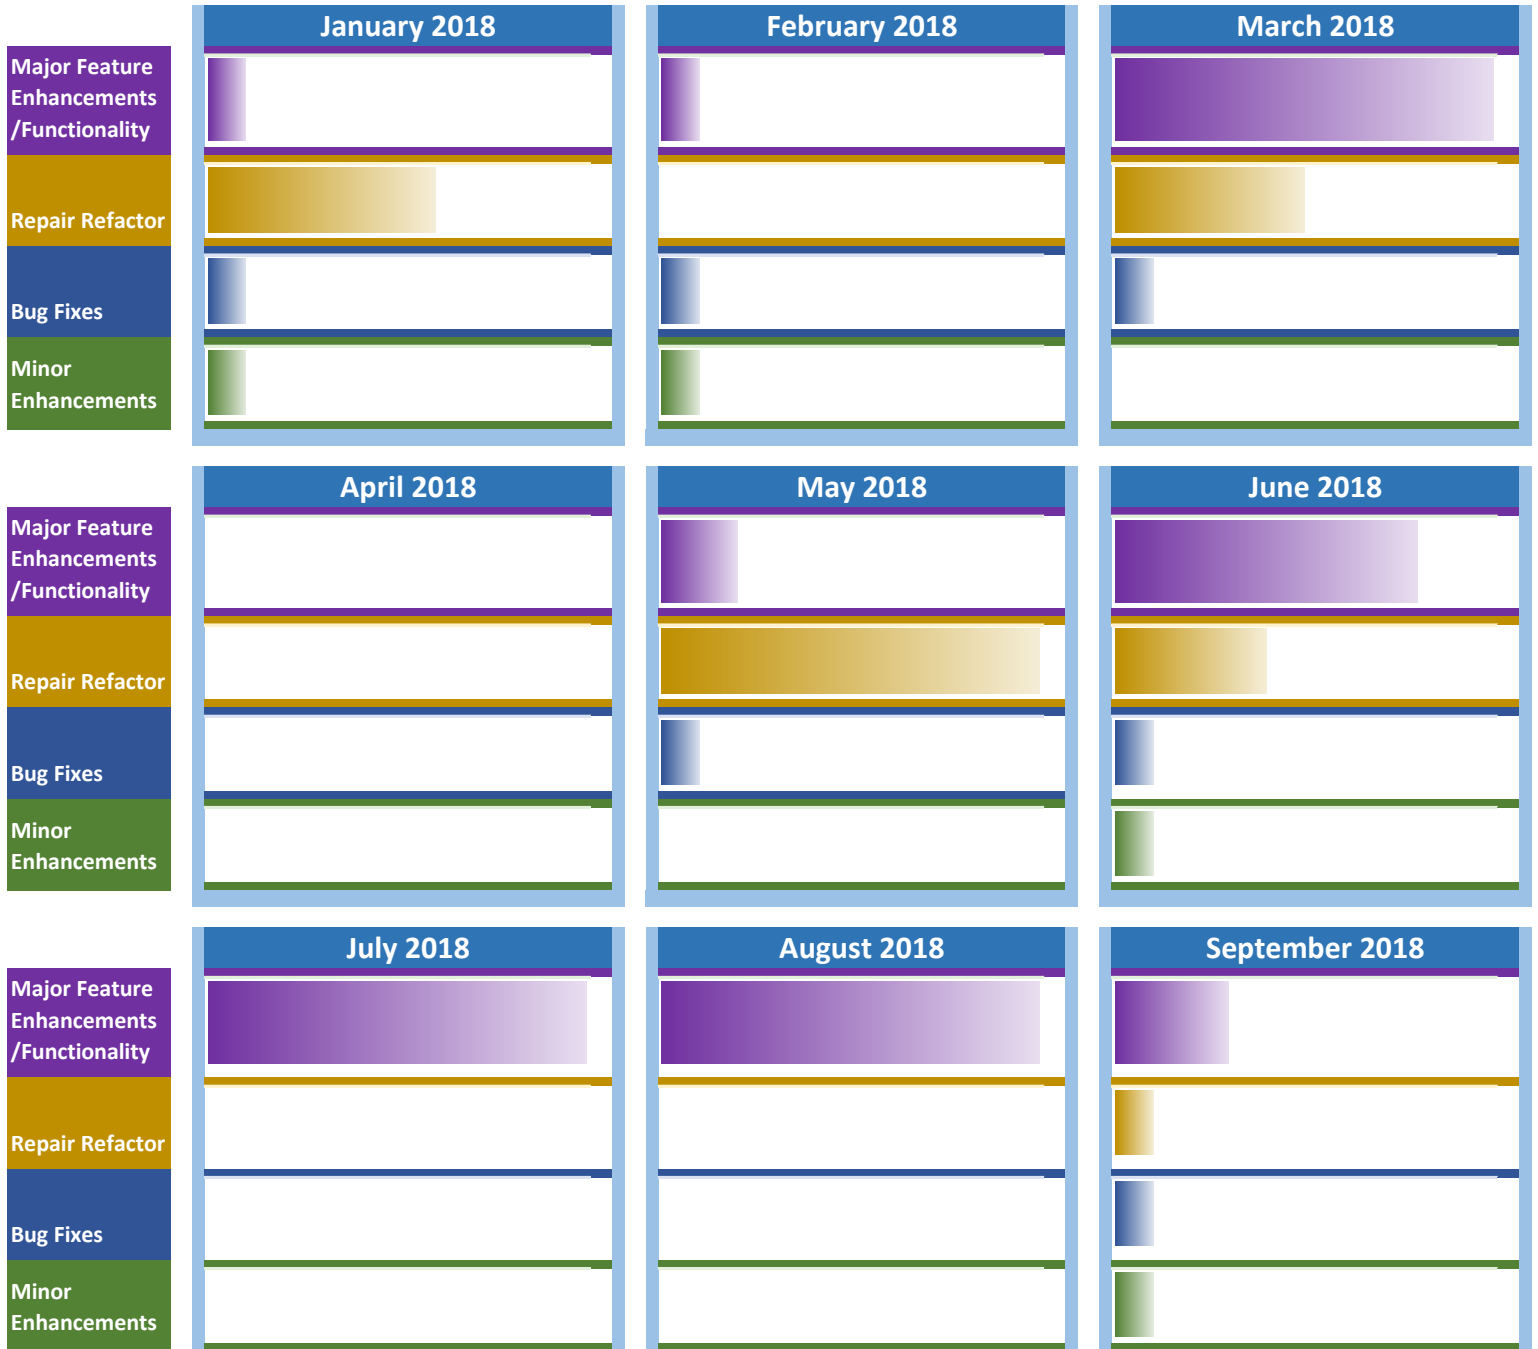 January 2018
February 2018
March 2018
Major Feature
Enhancements
/Functionality
Repair Refactor
Bug Fixes
Minor
Enhancements
April 2018
May 2018
June 2018
Major Feature
Enhancements
/Functionality
Repair Refactor
Bug Fixes
Minor
Enhancements
July 2018
August 2018
September 2018
Major Feature
Enhancements
/Functionality
Repair Refactor
Bug Fixes
Minor
Enhancements